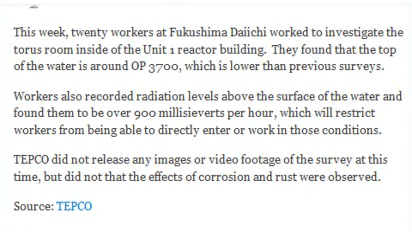 This week, twenty workers at Fukushima Daiichi worked to investigate the
torus room inside of the Unit 1 reactor building.  They found that the top
of the water is around OP 3700, which is lower than previous surveys.
Workers also recorded radiation levels above the surface of the water and
found them to be over 900 millisieverts per hour, which will restrict
workers from being able to directly enter or work in those conditions.
TEPCO did not release any images or video footage of the survey at this
time, but did not that the effects of corrosion and rust were observed.
Source: TEPCO